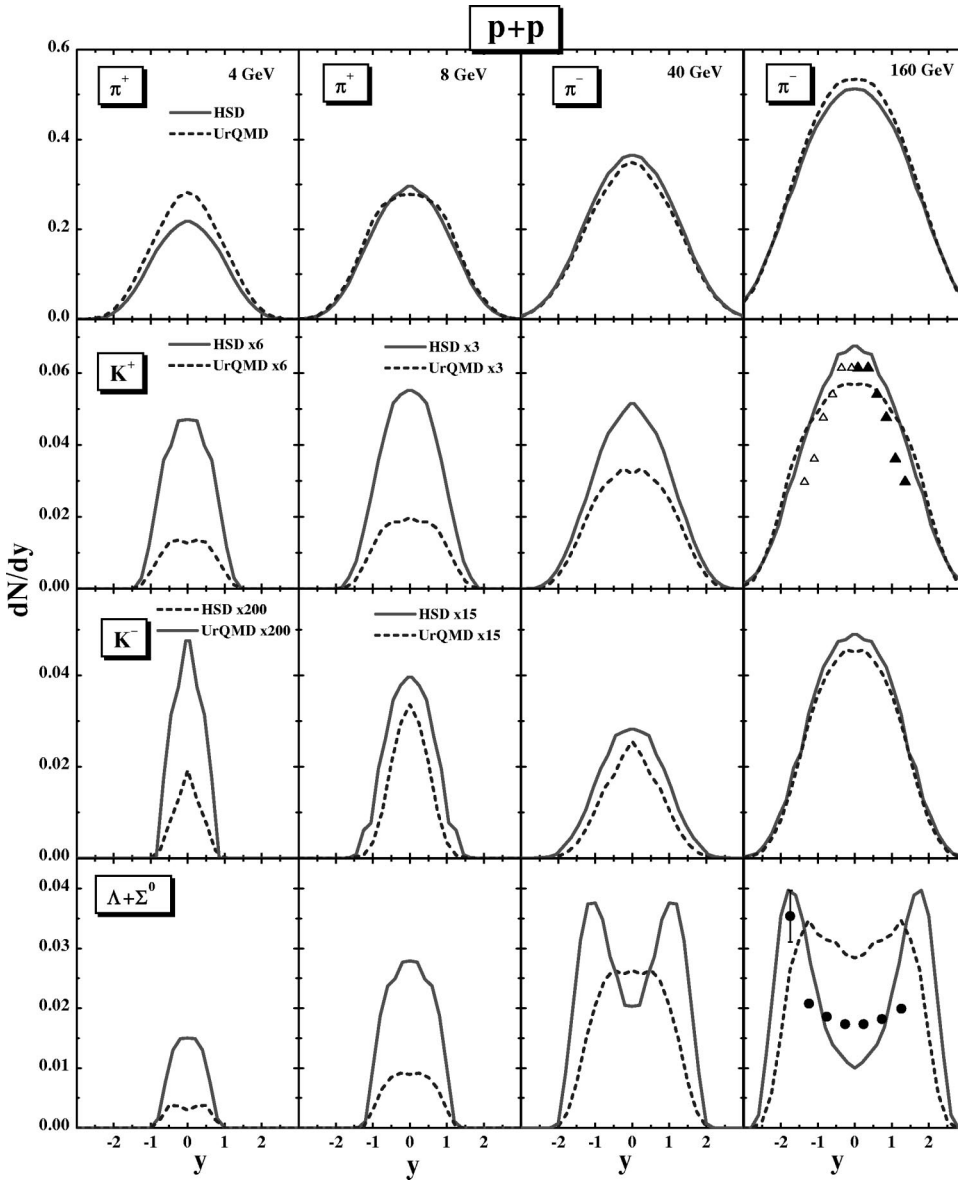 p+p
0.6
π⁺
4 GeV
π⁺
8 GeV
π⁻
40 GeV
π⁻
160 GeV
HSD
UrQMD
0.4
0.2
0.0
K⁺
HSD x6
UrQMD x6
HSD x3
UrQMD x3
0.06
0.04
0.02
0.00
dN/dy
K⁻
HSD x200
UrQMD x200
HSD x15
UrQMD x15
0.04
0.02
0.00
Λ+Σ⁰
0.04
0.03
0.02
0.01
0.00
-2 -1 0 1 2
-2 -1 0 1 2
-2 -1 0 1 2
-2 -1 0 1 2
y
y
y
y